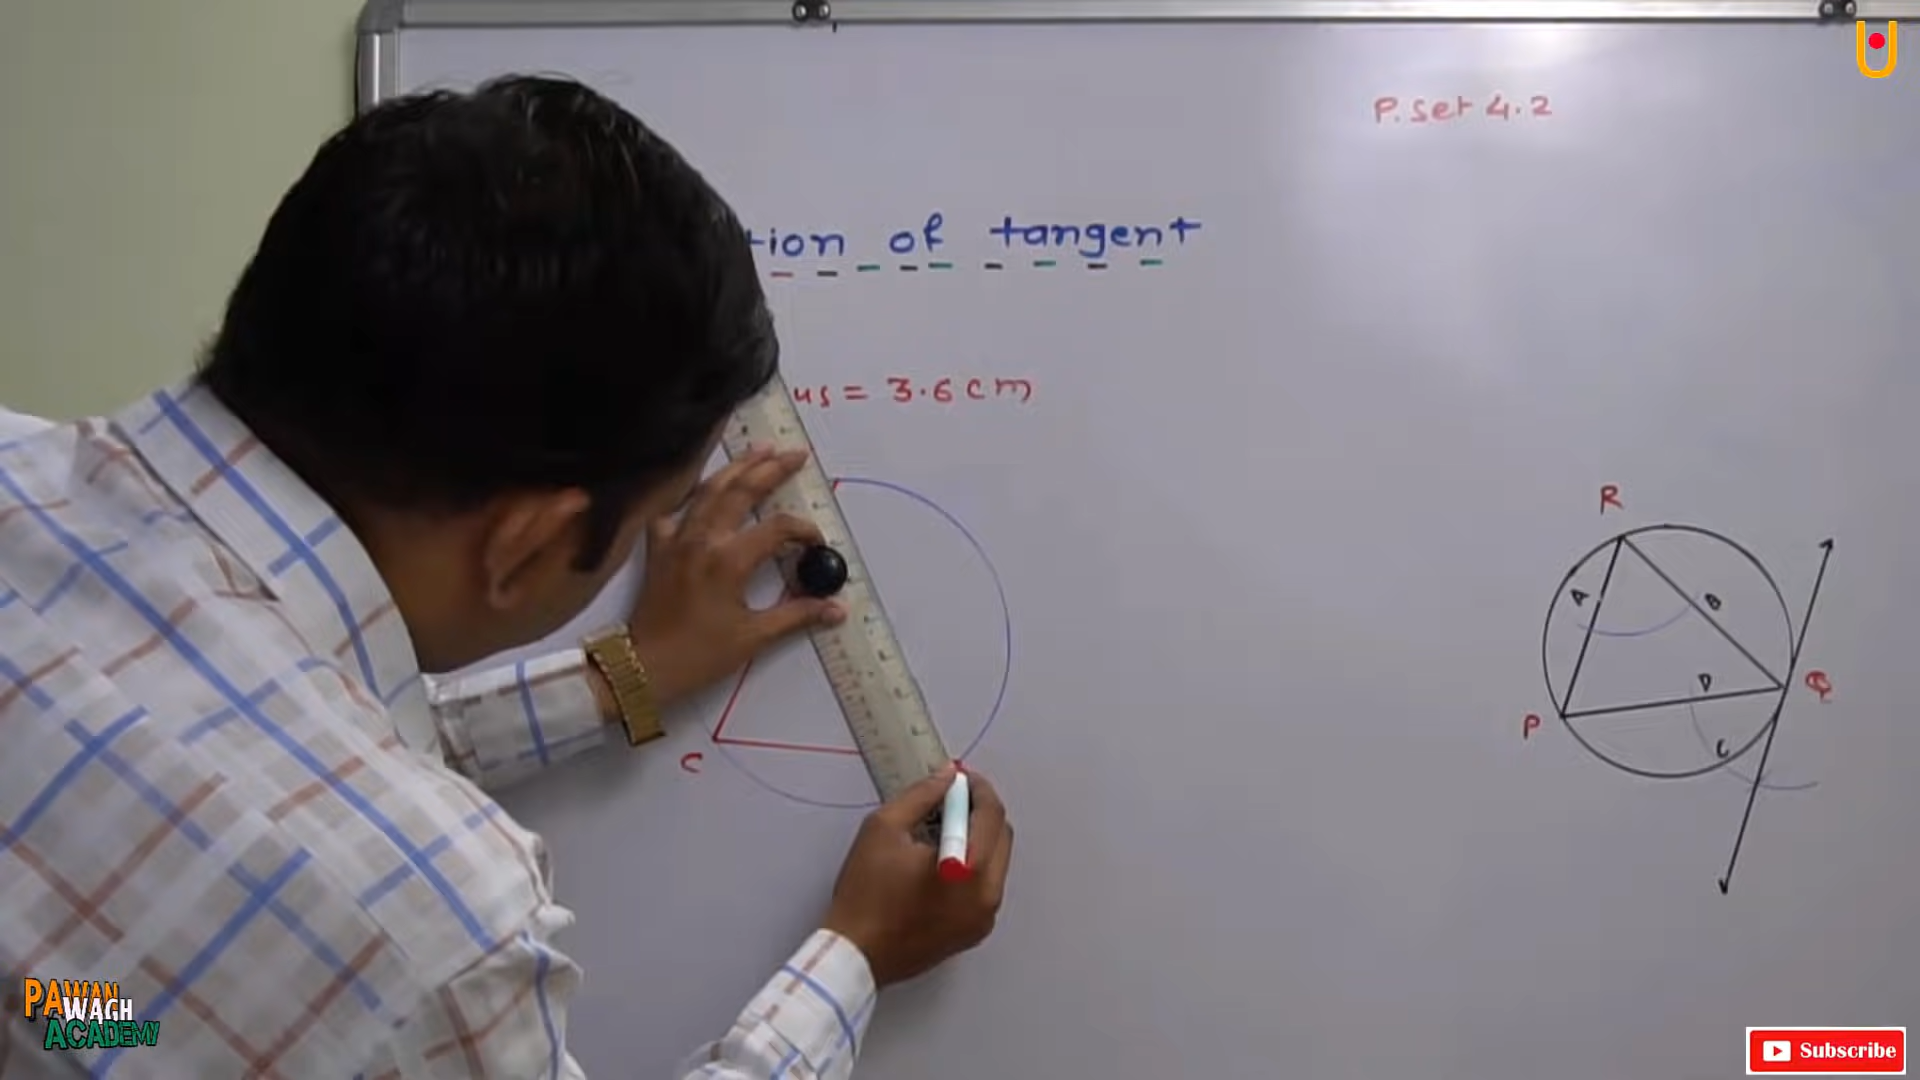 P. Set 4.2
tion of tangent
us = 3.6 cm
R
A
B
D
Q
P
C
C
PAWAN
WAGH
ACADEMY
Subscribe